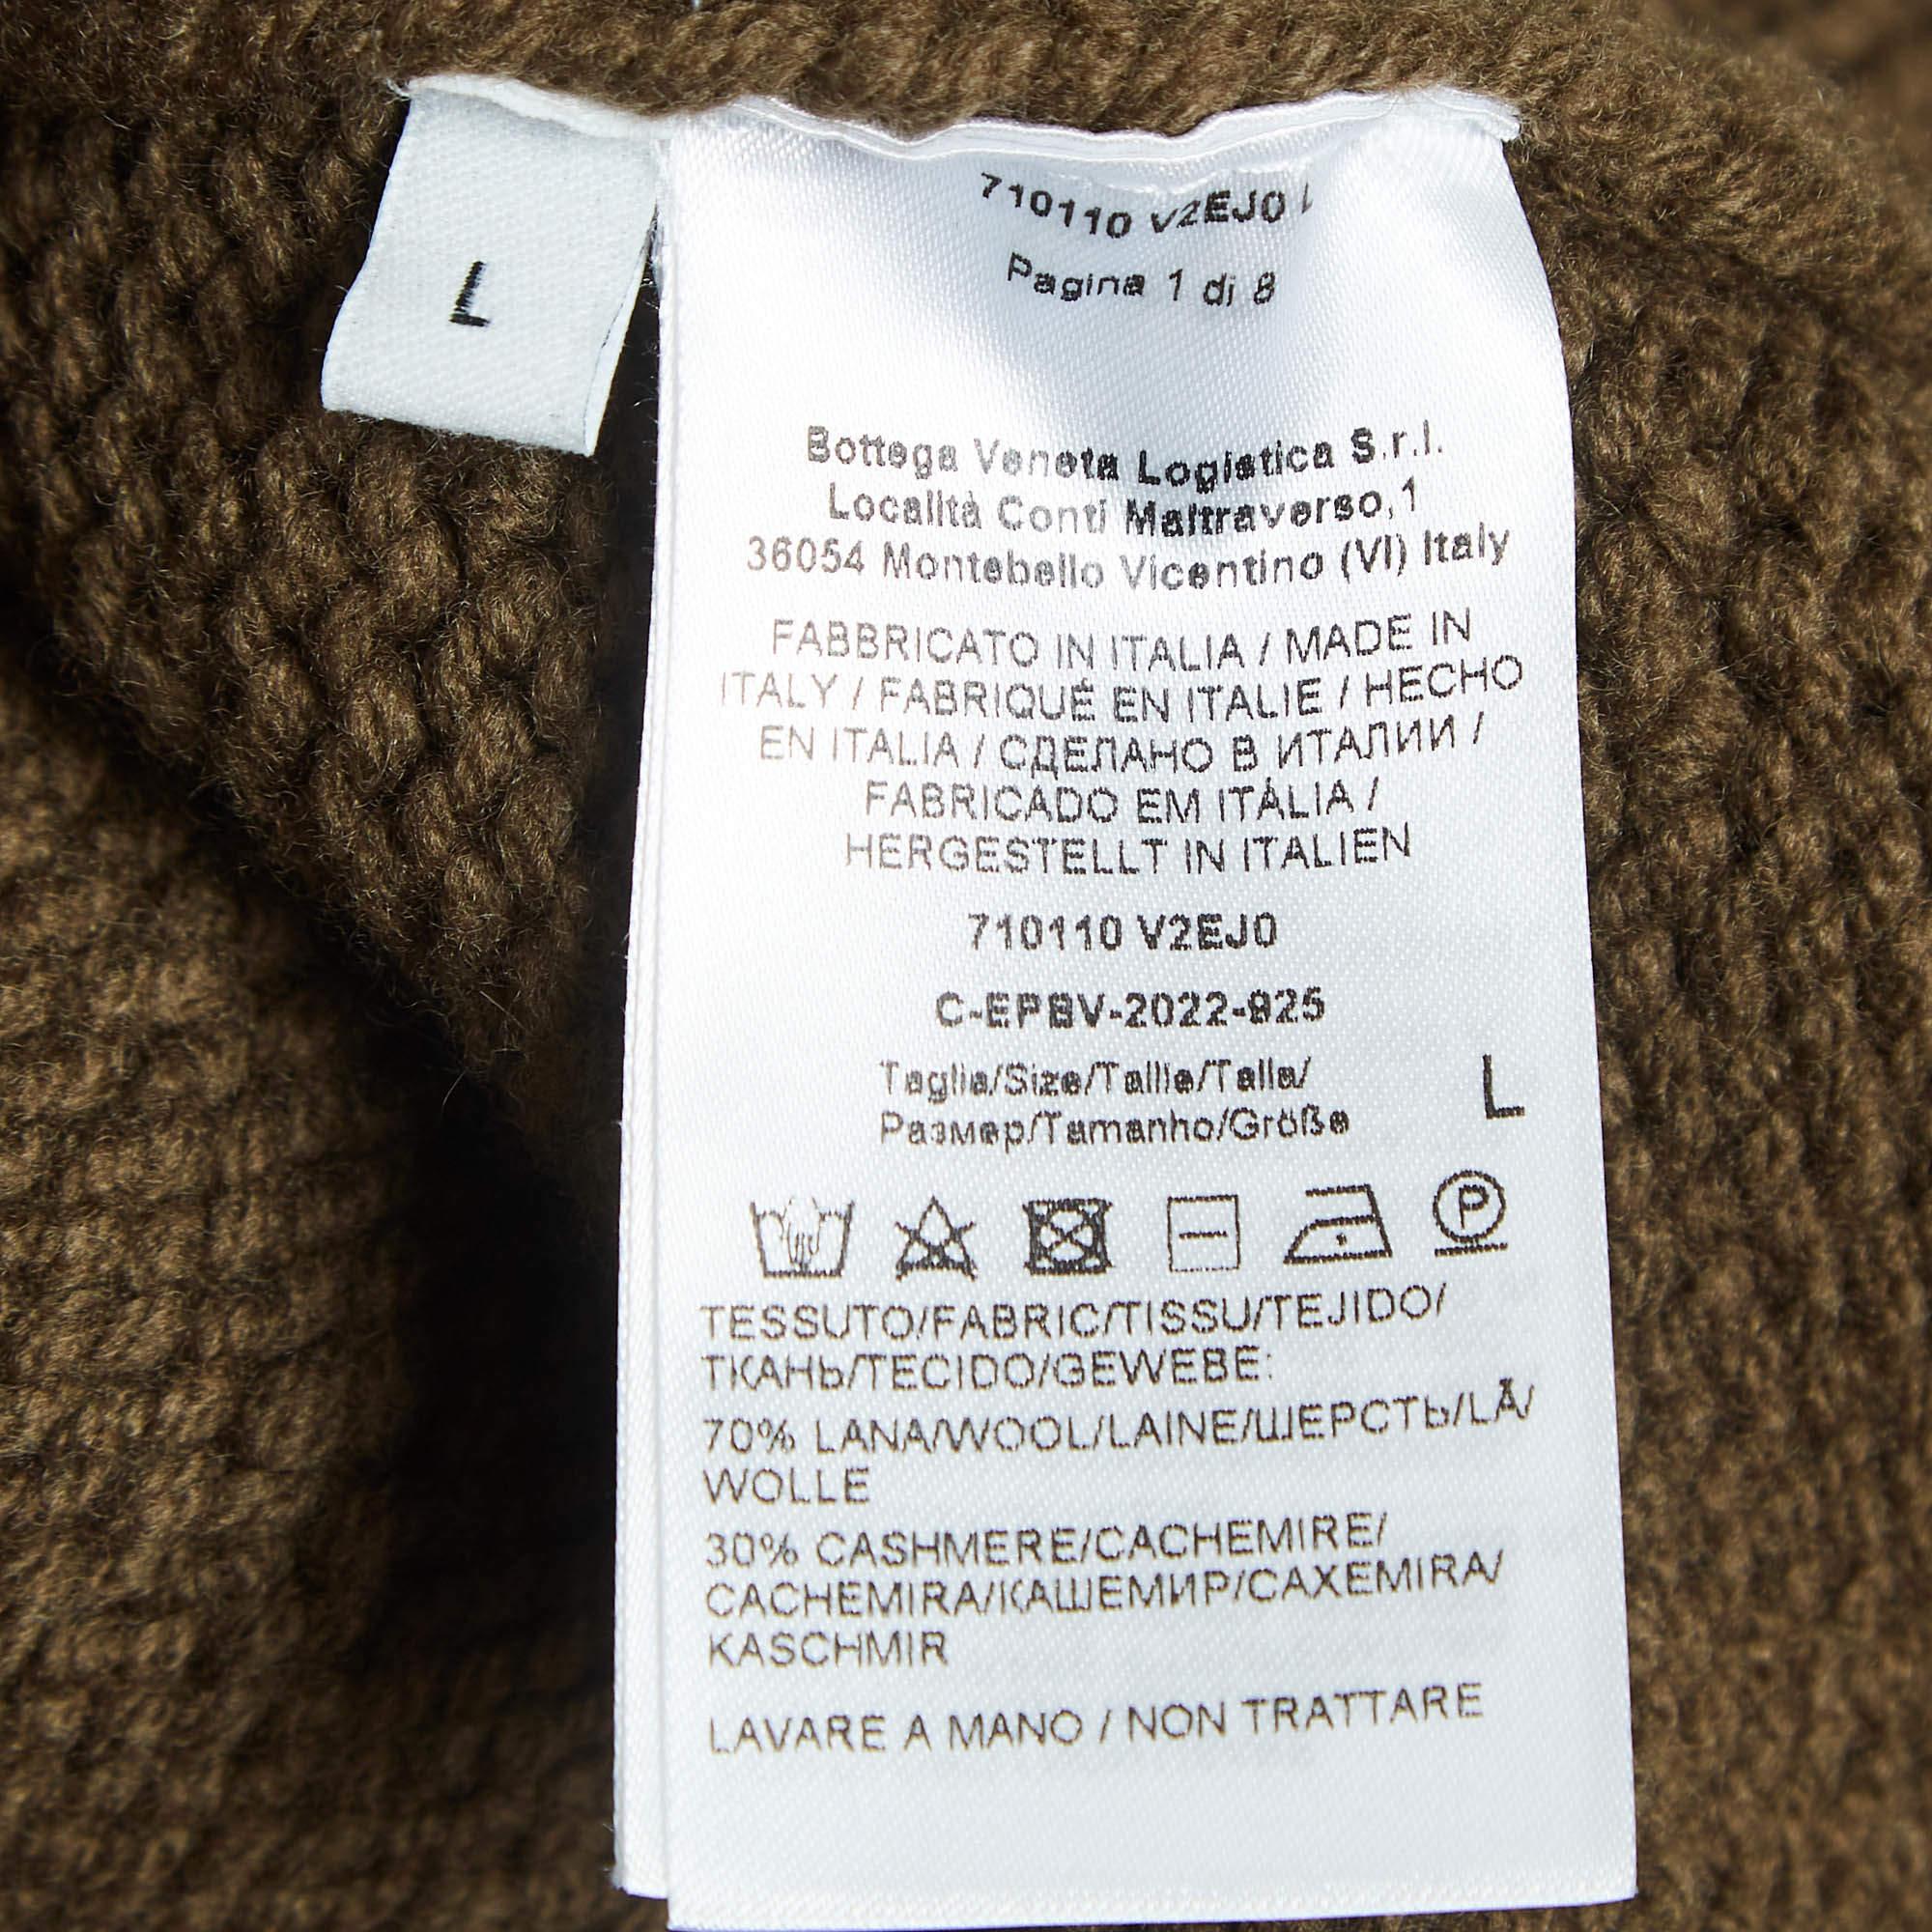 L
710110 V2EJ0 L
Pagina 1 di 8
Bottega Veneta Logistica S.r.l.
Località Conti Maltraverso,1
36054 Montebello Vicentino (VI) Italy
FABBRICATO IN ITALIA / MADE IN
ITALY / FABRIQUÉ EN ITALIE / HECHO
EN ITALIA / СДЕЛАНО В ИТАЛИИ /
FABRICADO EM ITÁLIA /
HERGESTELLT IN ITALIEN
710110 V2EJ0
C-EPBV-2022-925
Taglia/Size/Taille/Talla/
Размер/Tamanho/Größe L
P
TESSUTO/FABRIC/TISSU/TEJIDO/
ТКАНЬ/TECIDO/GEWEBE:
70% LANA/WOOL/LAINE/ШЕРСТЬ/LÃ/
WOLLE
30% CASHMERE/CACHEMIRE/
CACHEMIRA/КАШЕМИР/CAXEMIRA/
KASCHMIR
LAVARE A MANO / NON TRATTARE